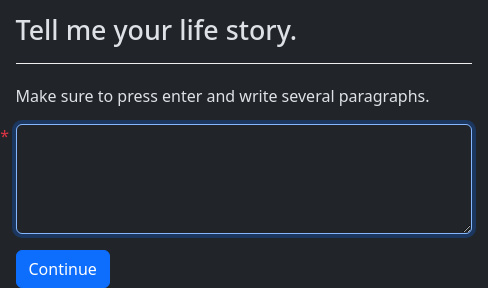 Tell me your life story.
Make sure to press enter and write several paragraphs.
*
Continue